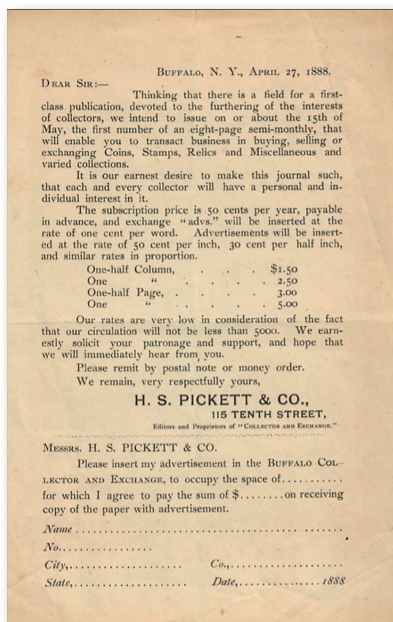 Buffalo, N. Y., April 27, 1888.
Dear Sir:—
Thinking that there is a field for a first-
class publication, devoted to the furthering of the interests
of collectors, we intend to issue on or about the 15th of
May, the first number of an eight-page semi-monthly, that
will enable you to transact business in buying, selling or
exchanging Coins, Stamps, Relics and Miscellaneous and
varied collections.
It is our earnest desire to make this journal such,
that each and every collector will have a personal and in-
dividual interest in it.
The subscription price is 50 cents per year, payable
in advance, and exchange "advs." will be inserted at the
rate of one cent per word. Advertisements will be insert-
ed at the rate of 50 cent per inch, 30 cent per half inch,
and similar rates in proportion.
One-half Column, . . . $1.50
One " . . . . 2.50
One-half Page, . . . . 3.00
One " . . . . 5.00
Our rates are very low in consideration of the fact
that our circulation will not be less than 5000. We earn-
estly solicit your patronage and support, and hope that
we will immediately hear from you.
Please remit by postal note or money order.
We remain, very respectfully yours,
H. S. PICKETT & CO.,
115 TENTH STREET,
Editors and Proprietors of "Collector and Exchange."
Messrs. H. S. PICKETT & CO.
Please insert my advertisement in the Buffalo Col-
lector and Exchange, to occupy the space of...........
for which I agree to pay the sum of $........on receiving
copy of the paper with advertisement.
Name ..............................................
No.................
City,.................... Co.,....................
State,.................... Date,..............1888